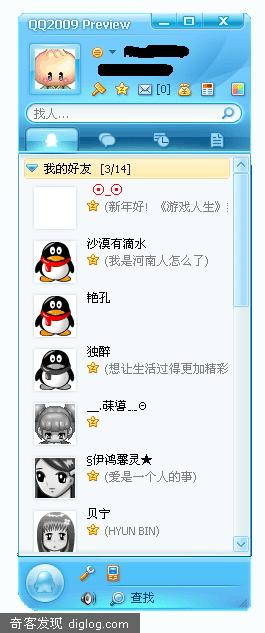 QQ2009 Preview
[0]
找人...
我的好友 [3/14]
⊙_⊙
(新年好! 《游戏人生》
沙漠有滴水
(我是河南人怎么了)
艳孔
独醉
(想让生活过得更加精彩
§伊鸿馨灵★
(爱是一个人的事)
贝宁
(HYUN BIN)
查找
奇客发现 diglog.com